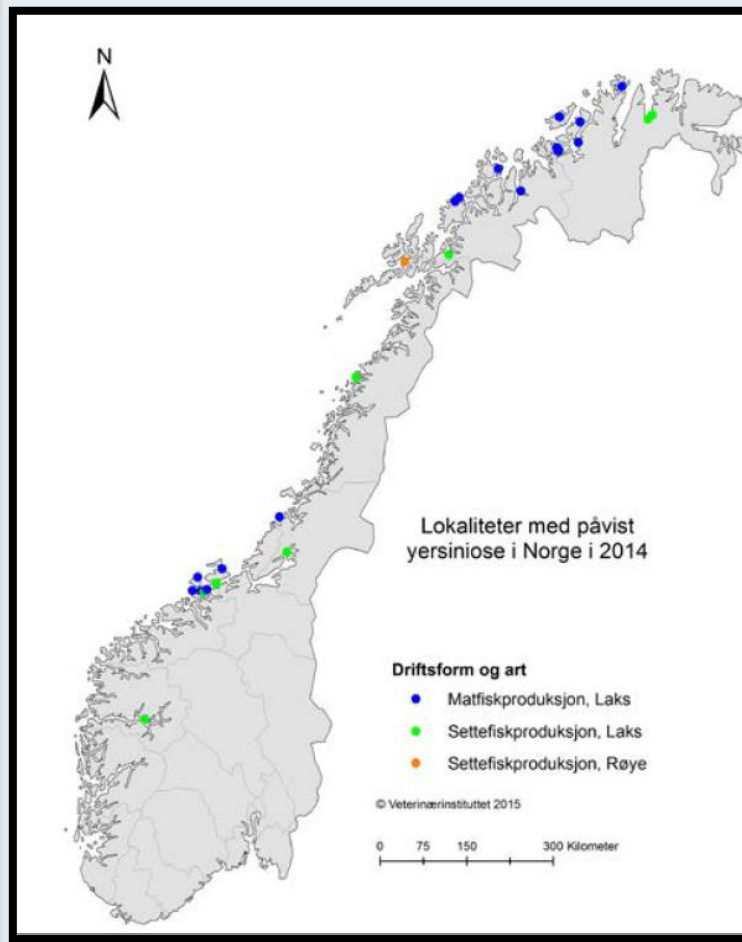 N
Lokaliteter med påvist
yersiniose i Norge i 2014
Driftsform og art
Matfiskproduksjon, Laks
Settefiskproduksjon, Laks
Settefiskproduksjon, Røye
© Veterinærinstituttet 2015
0 75 150 300 Kilometer